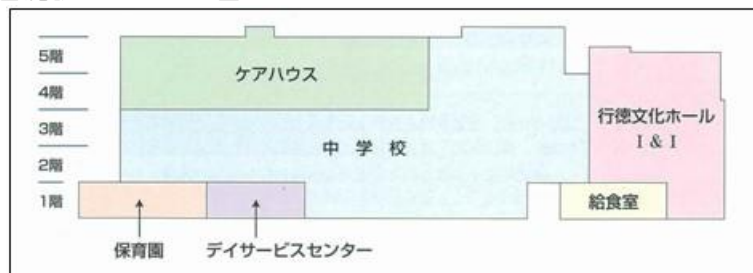 5階
4階
3階
2階
1階
ケアハウス
中学校
行徳文化ホール
I & I
給食室
保育園
デイサービスセンター